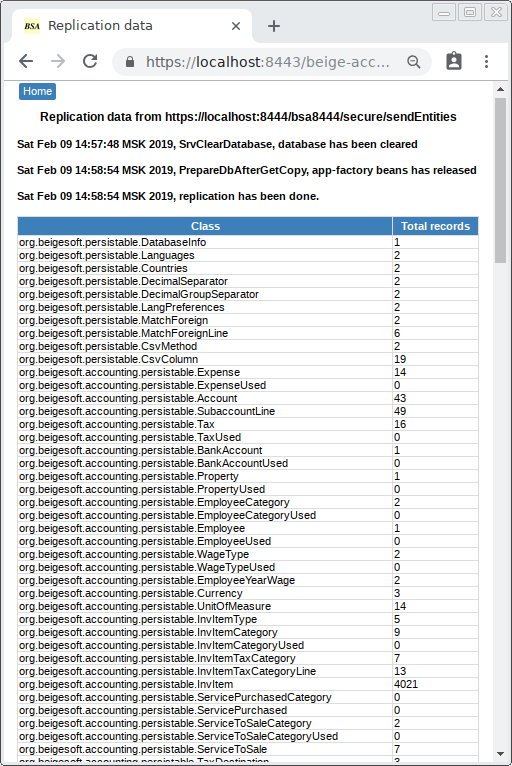 BSA Replication data
https://localhost:8443/beige-acc...
Home
Replication data from https://localhost:8444/bsa8444/secure/sendEntities
Sat Feb 09 14:57:48 MSK 2019, SrvClearDatabase, database has been cleared
Sat Feb 09 14:58:54 MSK 2019, PrepareDbAfterGetCopy, app-factory beans has released
Sat Feb 09 14:58:54 MSK 2019, replication has been done.
Class Total records
org.beigesoft.persistable.DatabaseInfo 1
org.beigesoft.persistable.Languages 2
org.beigesoft.persistable.Countries 2
org.beigesoft.persistable.DecimalSeparator 2
org.beigesoft.persistable.DecimalGroupSeparator 2
org.beigesoft.persistable.LangPreferences 2
org.beigesoft.persistable.MatchForeign 2
org.beigesoft.persistable.MatchForeignLine 6
org.beigesoft.persistable.CsvMethod 2
org.beigesoft.persistable.CsvColumn 19
org.beigesoft.accounting.persistable.Expense 14
org.beigesoft.accounting.persistable.ExpenseUsed 0
org.beigesoft.accounting.persistable.Account 43
org.beigesoft.accounting.persistable.SubaccountLine 49
org.beigesoft.accounting.persistable.Tax 16
org.beigesoft.accounting.persistable.TaxUsed 0
org.beigesoft.accounting.persistable.BankAccount 1
org.beigesoft.accounting.persistable.BankAccountUsed 0
org.beigesoft.accounting.persistable.Property 1
org.beigesoft.accounting.persistable.PropertyUsed 0
org.beigesoft.accounting.persistable.EmployeeCategory 2
org.beigesoft.accounting.persistable.EmployeeCategoryUsed 0
org.beigesoft.accounting.persistable.Employee 1
org.beigesoft.accounting.persistable.EmployeeUsed 0
org.beigesoft.accounting.persistable.WageType 2
org.beigesoft.accounting.persistable.WageTypeUsed 0
org.beigesoft.accounting.persistable.EmployeeYearWage 2
org.beigesoft.accounting.persistable.Currency 3
org.beigesoft.accounting.persistable.UnitOfMeasure 14
org.beigesoft.accounting.persistable.InvItemType 5
org.beigesoft.accounting.persistable.InvItemCategory 9
org.beigesoft.accounting.persistable.InvItemCategoryUsed 0
org.beigesoft.accounting.persistable.InvItemTaxCategory 7
org.beigesoft.accounting.persistable.InvItemTaxCategoryLine 13
org.beigesoft.accounting.persistable.InvItem 4021
org.beigesoft.accounting.persistable.ServicePurchasedCategory 0
org.beigesoft.accounting.persistable.ServicePurchased 0
org.beigesoft.accounting.persistable.ServiceToSaleCategory 2
org.beigesoft.accounting.persistable.ServiceToSaleCategoryUsed 0
org.beigesoft.accounting.persistable.ServiceToSale 7
org.beigesoft.accounting.persistable.TaxDestination 3